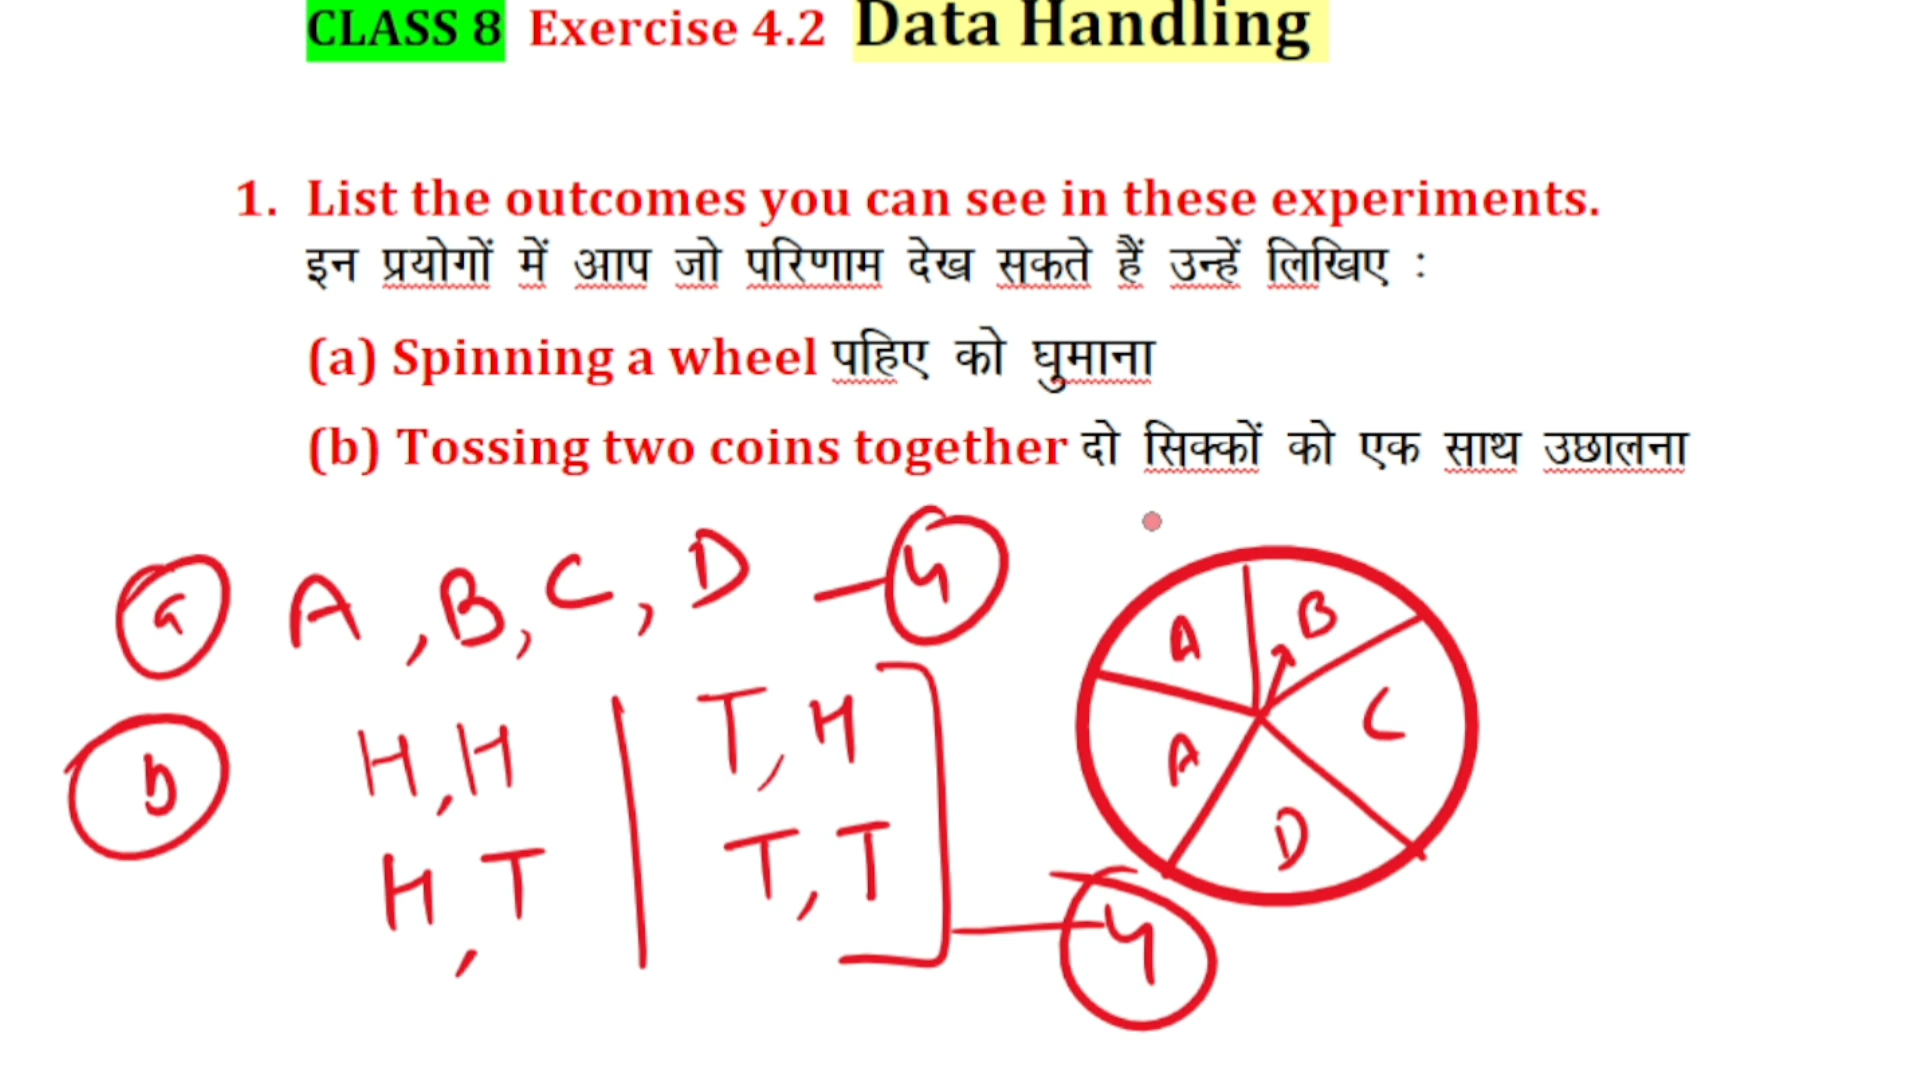 CLASS 8 Exercise 4.2 Data Handling
1. List the outcomes you can see in these experiments.
इन प्रयोगों में आप जो परिणाम देख सकते हैं उन्हें लिखिए :
(a) Spinning a wheel पहिए को घुमाना
(b) Tossing two coins together दो सिक्कों को एक साथ उछालना
a A, B, C, D - 4
b H, H T, H
H, T T, T
4
A B
C
A
D